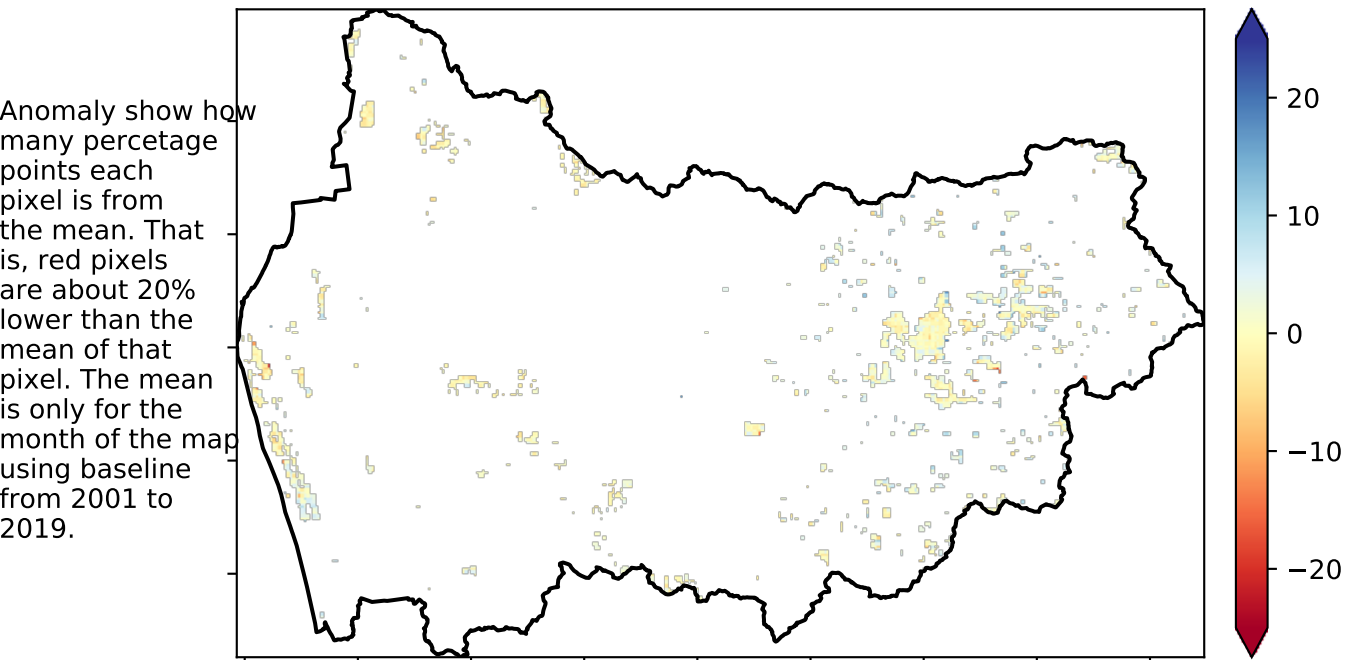 Anomaly show how
many percetage
points each
pixel is from
the mean. That
is, red pixels
are about 20%
lower than the
mean of that
pixel. The mean
is only for the
month of the map
using baseline
from 2001 to
2019.
20
10
0
−10
−20